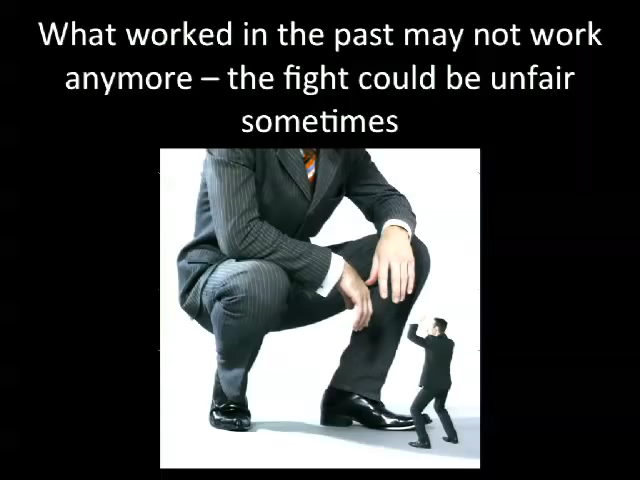 What worked in the past may not work
anymore – the fight could be unfair
sometimes